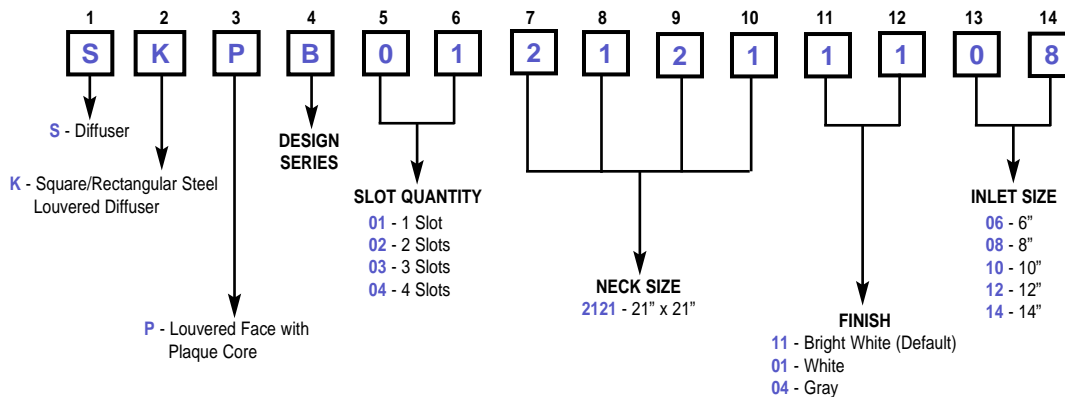 1 2 3 4 5 6 7 8 9 10 11 12 13 14
S K P B 0 1 2 1 2 1 1 1 0 8
S - Diffuser
K - Square/Rectangular Steel
Louvered Diffuser
P - Louvered Face with
Plaque Core
DESIGN
SERIES
SLOT QUANTITY
01 - 1 Slot
02 - 2 Slots
03 - 3 Slots
04 - 4 Slots
NECK SIZE
2121 - 21” x 21”
FINISH
11 - Bright White (Default)
01 - White
04 - Gray
INLET SIZE
06 - 6”
08 - 8”
10 - 10”
12 - 12”
14 - 14”